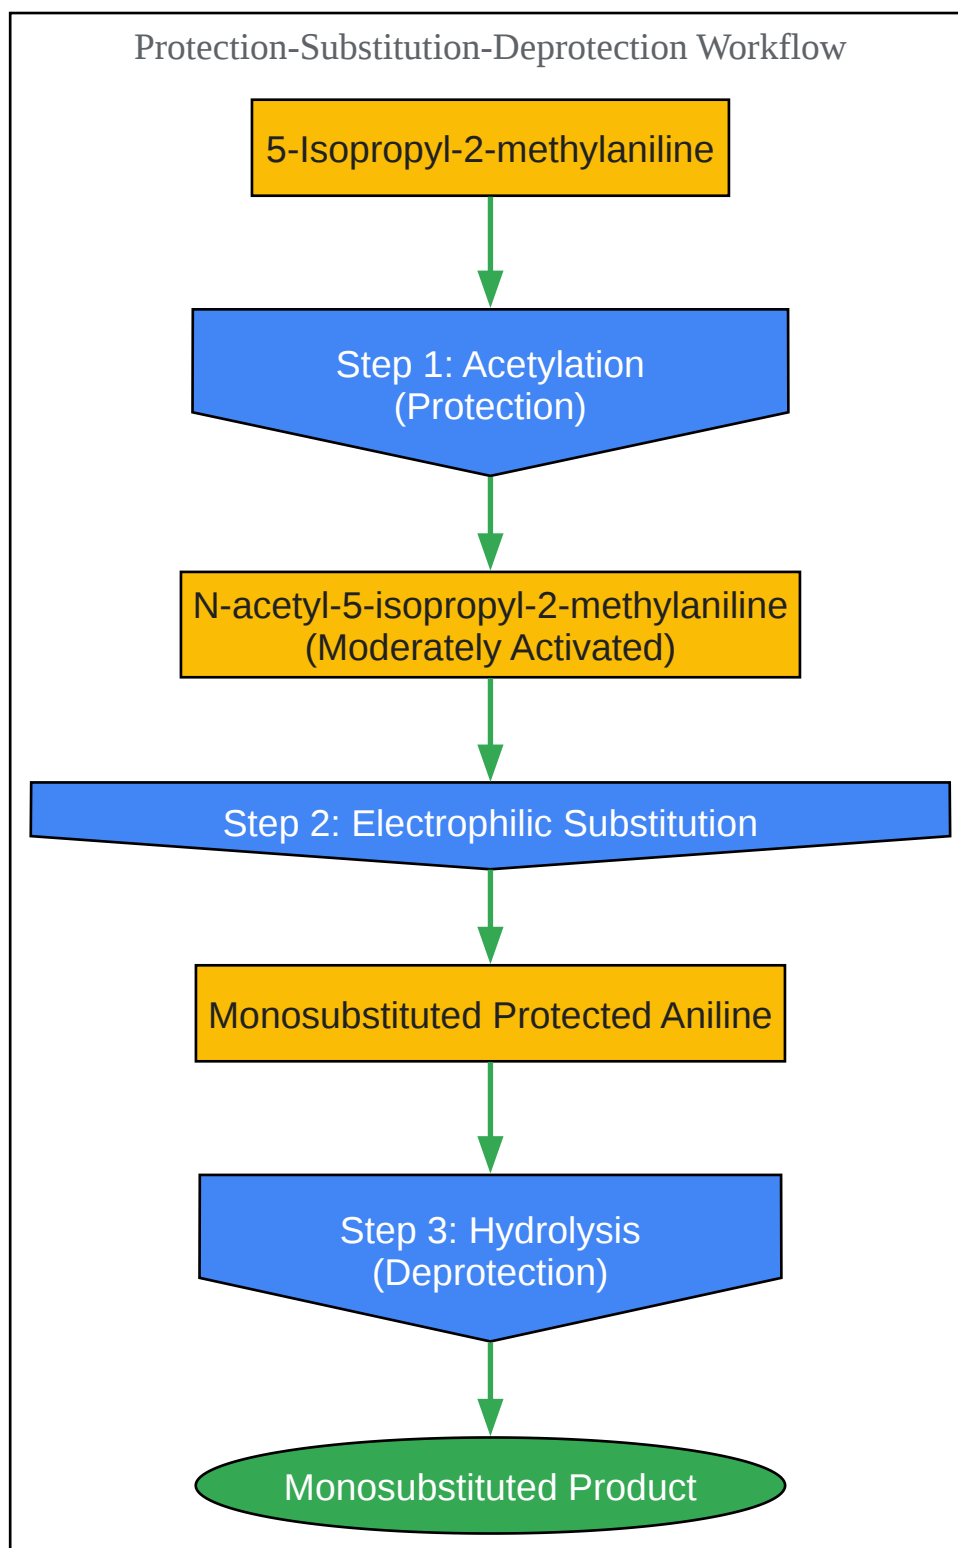 Protection-Substitution-Deprotection Workflow
5-Isopropyl-2-methylaniline
Step 1: Acetylation
(Protection)
N-acetyl-5-isopropyl-2-methylaniline
(Moderately Activated)
Step 2: Electrophilic Substitution
Monosubstituted Protected Aniline
Step 3: Hydrolysis
(Deprotection)
Monosubstituted Product